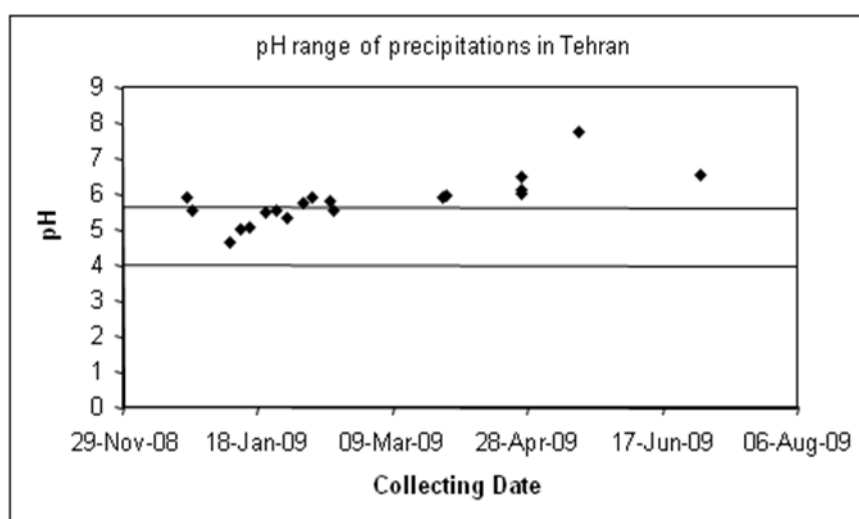 pH range of precipitations in Tehran
9
8
7
6
5
4
3
2
1
0
pH
29-Nov-08 18-Jan-09 09-Mar-09 28-Apr-09 17-Jun-09 06-Aug-09
Collecting Date